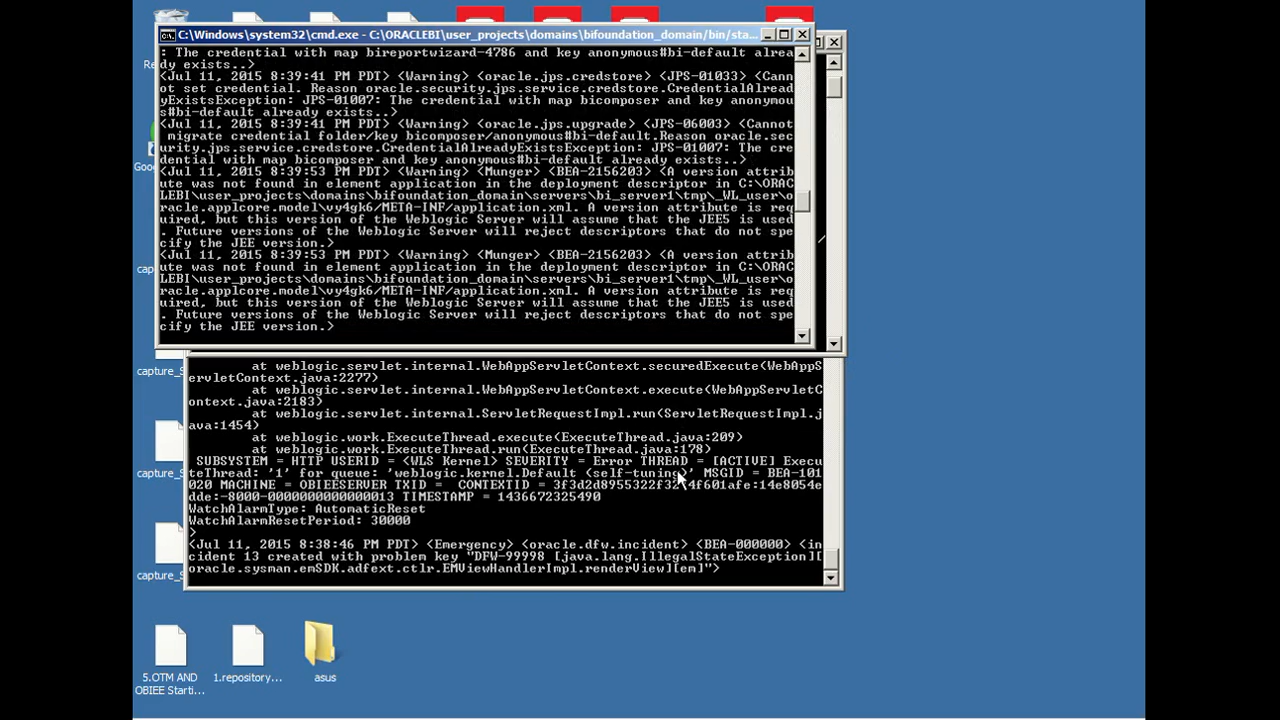 C:\Windows\system32\cmd.exe - C:\ORACLEBI\user_projects\domains\bifoundation_domain\bin/sta...
: The credential with map bireportwizard-4786 and key anonymous#bi-default alrea
dy exists..>
<Jul 11, 2015 8:39:41 PM PDT> <Warning> <oracle.jps.credstore> <JPS-01033> <Cann
ot set credential. Reason oracle.security.jps.service.credstore.CredentialAlread
yExistsException: JPS-01007: The credential with map bicomposer and key anonymou
s#bi-default already exists..>
<Jul 11, 2015 8:39:41 PM PDT> <Warning> <oracle.jps.upgrade> <JPS-06003> <Cannot
 migrate credential folder/key bicomposer/anonymous#bi-default.Reason oracle.sec
urity.jps.service.credstore.CredentialAlreadyExistsException: JPS-01007: The cre
dential with map bicomposer and key anonymous#bi-default already exists..>
<Jul 11, 2015 8:39:53 PM PDT> <Warning> <Munger> <BEA-2156203> <A version attrib
ute was not found in element application in the deployment descriptor in C:\ORAC
LEBI\user_projects\domains\bifoundation_domain\servers\bi_server1\tmp\_WL_user\o
racle.applcore.model\vy4gk6/META-INF/application.xml. A version attribute is req
uired, but this version of the Weblogic Server will assume that the JEE5 is used
. Future versions of the Weblogic Server will reject descriptors that do not spe
cify the JEE version.>
<Jul 11, 2015 8:39:53 PM PDT> <Warning> <Munger> <BEA-2156203> <A version attrib
ute was not found in element application in the deployment descriptor in C:\ORAC
LEBI\user_projects\domains\bifoundation_domain\servers\bi_server1\tmp\_WL_user\o
racle.applcore.model\vy4gk6/META-INF/application.xml. A version attribute is req
uired, but this version of the Weblogic Server will assume that the JEE5 is used
. Future versions of the Weblogic Server will reject descriptors that do not spe
cify the JEE version.>
at weblogic.servlet.internal.WebAppServletContext.securedExecute(WebAppS
ervletContext.java:2277)
at weblogic.servlet.internal.WebAppServletContext.execute(WebAppServletC
ontext.java:2183)
at weblogic.servlet.internal.ServletRequestImpl.run(ServletRequestImpl.j
ava:1454)
at weblogic.work.ExecuteThread.execute(ExecuteThread.java:209)
at weblogic.work.ExecuteThread.run(ExecuteThread.java:178)
 SUBSYSTEM = HTTP USERID = <WLS Kernel> SEVERITY = Error THREAD = [ACTIVE] Execu
teThread: '1' for queue: 'weblogic.kernel.Default (self-tuning)' MSGID = BEA-101
020 MACHINE = OBIEESERVER TXID =  CONTEXTID =
dde:-8000-0000000000000013 TIMESTAMP = 1436672325490
WatchAlarmType: AutomaticReset
WatchAlarmResetPeriod: 30000
>
<Jul 11, 2015 8:38:46 PM PDT> <Emergency> <oracle.dfw.incident> <BEA-000000> <in
cident 13 created with problem key "DFW-99998 [java.lang.IllegalStateException][
oracle.sysman.emSDK.adfext.ctlr.EMViewHandlerImpl.renderView][em]">
Re
Goo
cap
capture_S
capture_S
capture_S
5.OTM AND
OBIEE Starti...
1.repository...
asus